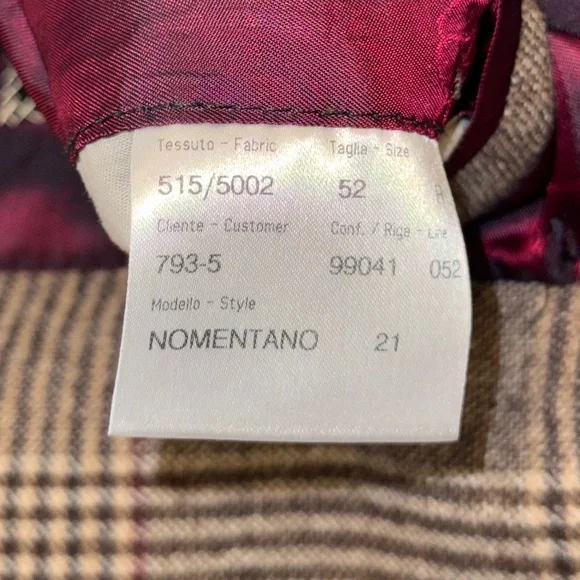 Tessuto - Fabric Taglia - Size
515/5002 52 R
Cliente - Customer Conf. / Riga - Line
793-5 99041 052
Modello - Style
NOMENTANO 21